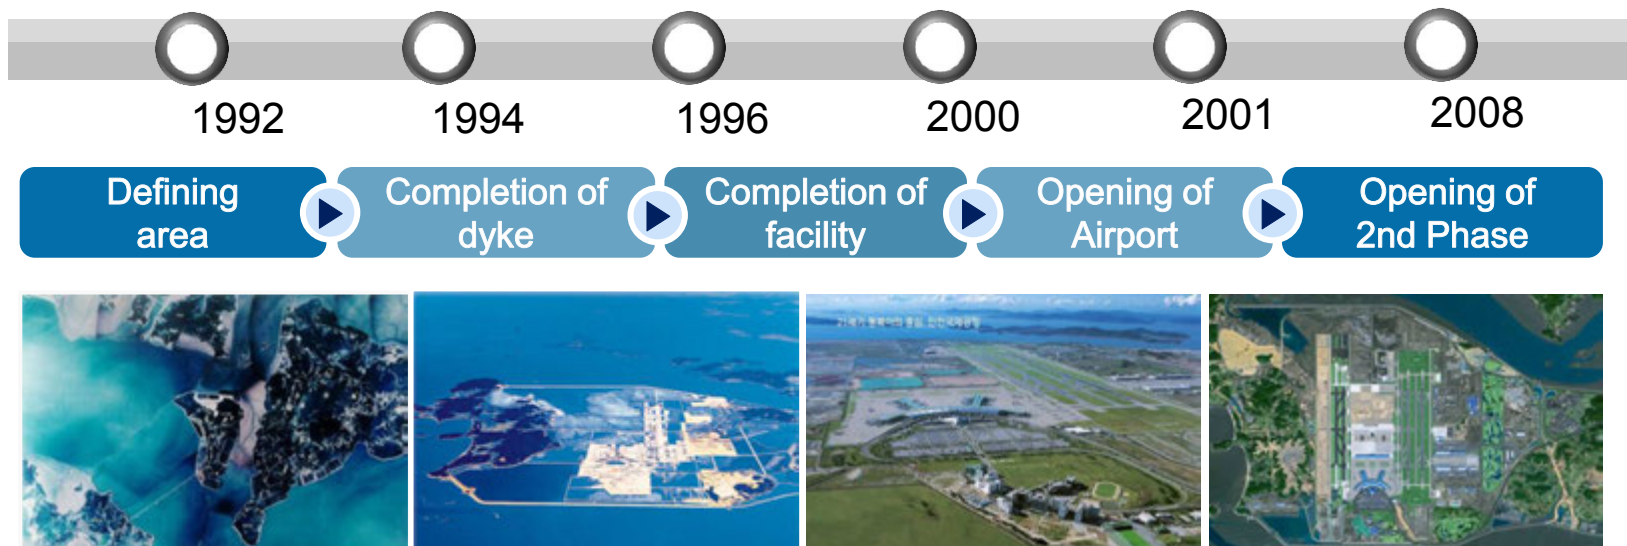 1992
1994
1996
2000
2001
2008
Defining
area
Completion of
dyke
Completion of
facility
Opening of
Airport
Opening of
2nd Phase